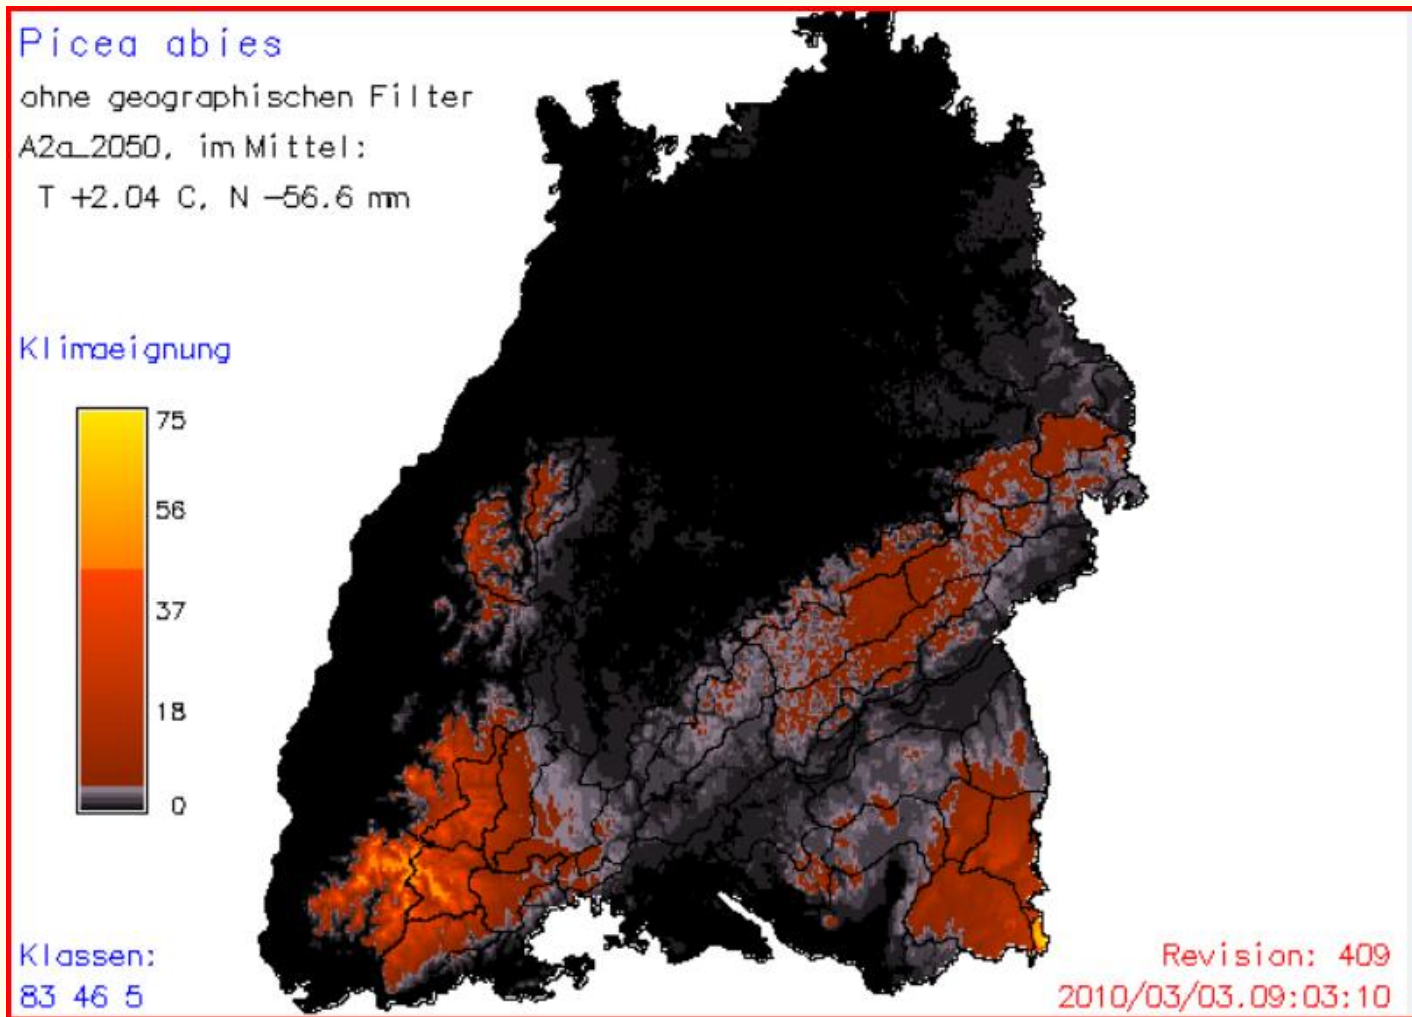 Picea abies
ohne geographischen Filter
A2a_2050, im Mittel:
T +2.04 C, N -56.6 mm
Klimaeignung
75
56
37
18
0
Klassen:
83 46 5
Revision: 409
2010/03/03.09:03:10